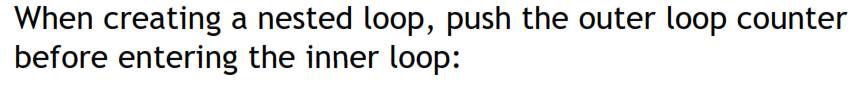 When creating a nested loop, push the outer loop counter
before entering the inner loop: